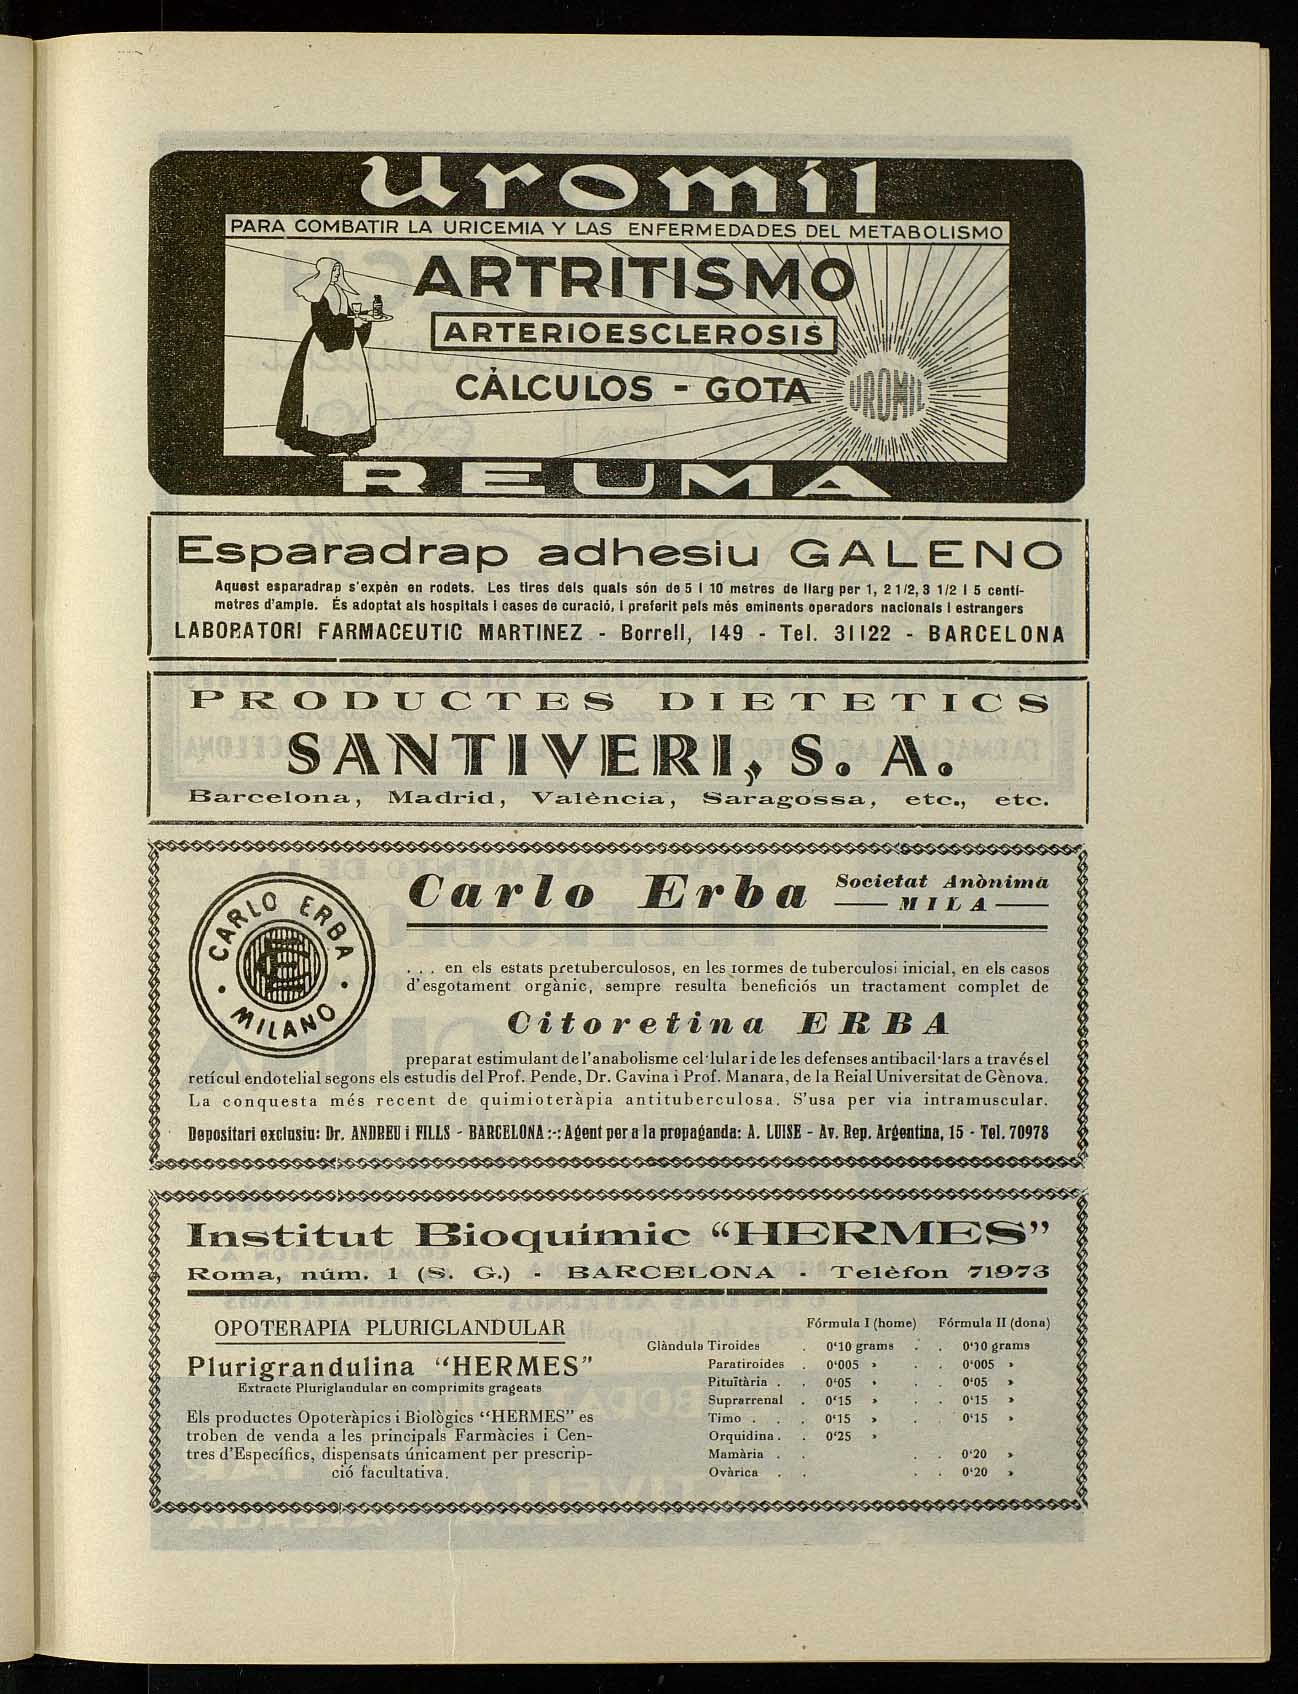 Uromil
PARA COMBATIR LA URICEMIA Y LAS ENFERMEDADES DEL METABOLISMO
ARTRITISMO
ARTERIOESCLEROSIS
CÁLCULOS - GOTA
UROMIL
REUMA
Esparadrap adhesiu GALENO
Aquest esparadrap s'expèn en rodets. Les tires dels quals són de 5 i 10 metres de llarg per 1, 2 1/2, 3 1/2 i 5 centí-
metres d'ample. És adoptat als hospitals i cases de curació, i preferit pels més eminents operadors nacionals i estrangers
LABORATORI FARMACEUTIC MARTINEZ - Borrell, 149 - Tel. 31122 - BARCELONA
PRODUCTES DIETETICS
SANTIVERI, S. A.
Barcelona, Madrid, València, Saragossa, etc., etc.
CARLO ERBA
CE
MILANO
Carlo Erba Societat Anònima
MILA
. . . en els estats pretuberculosos, en les formes de tuberculosi inicial, en els casos
d'esgotament orgànic, sempre resulta beneficiós un tractament complet de
Citoretina ERBA
preparat estimulant de l'anabolisme cel·lular i de les defenses antibacil·lars a través el
retícul endotelial segons els estudis del Prof. Pende, Dr. Gavina i Prof. Manara, de la Reial Universitat de Gènova.
La conquesta més recent de quimioteràpia antituberculosa. S'usa per via intramuscular.
Depositari exclusiu: Dr. ANDREU i FILLS - BARCELONA :-: Agent per a la propaganda: A. LUISE - Av. Rep. Argentina, 15 - Tel. 70978
Institut Bioquímic "HERMES"
Roma, núm. 1 (S. G.) - BARCELONA - Telèfon 71973
OPOTERAPIA PLURIGLANDULAR
Plurigrandulina "HERMES"
Extracte Pluriglandular en comprimits grageats
Els productes Opoteràpics i Biològics "HERMES" es
troben de venda a les principals Farmàcies i Cen-
tres d'Específics, dispensats únicament per prescrip-
ció facultativa.
Fórmula I (home) Fórmula II (dona)
Glàndula Tiroides . 0'10 grams . . 0'10 grams
Paratiroides . 0'005 » . . 0'005 »
Pituïtària . . 0'05 » . . 0'05 »
Suprarrenal . 0'15 » . . 0'15 »
Timo . . . 0'15 » . . 0'15 »
Orquidina . . 0'25 »
Mamària . . . . 0'20 »
Ovàrica . . . . 0'20 »